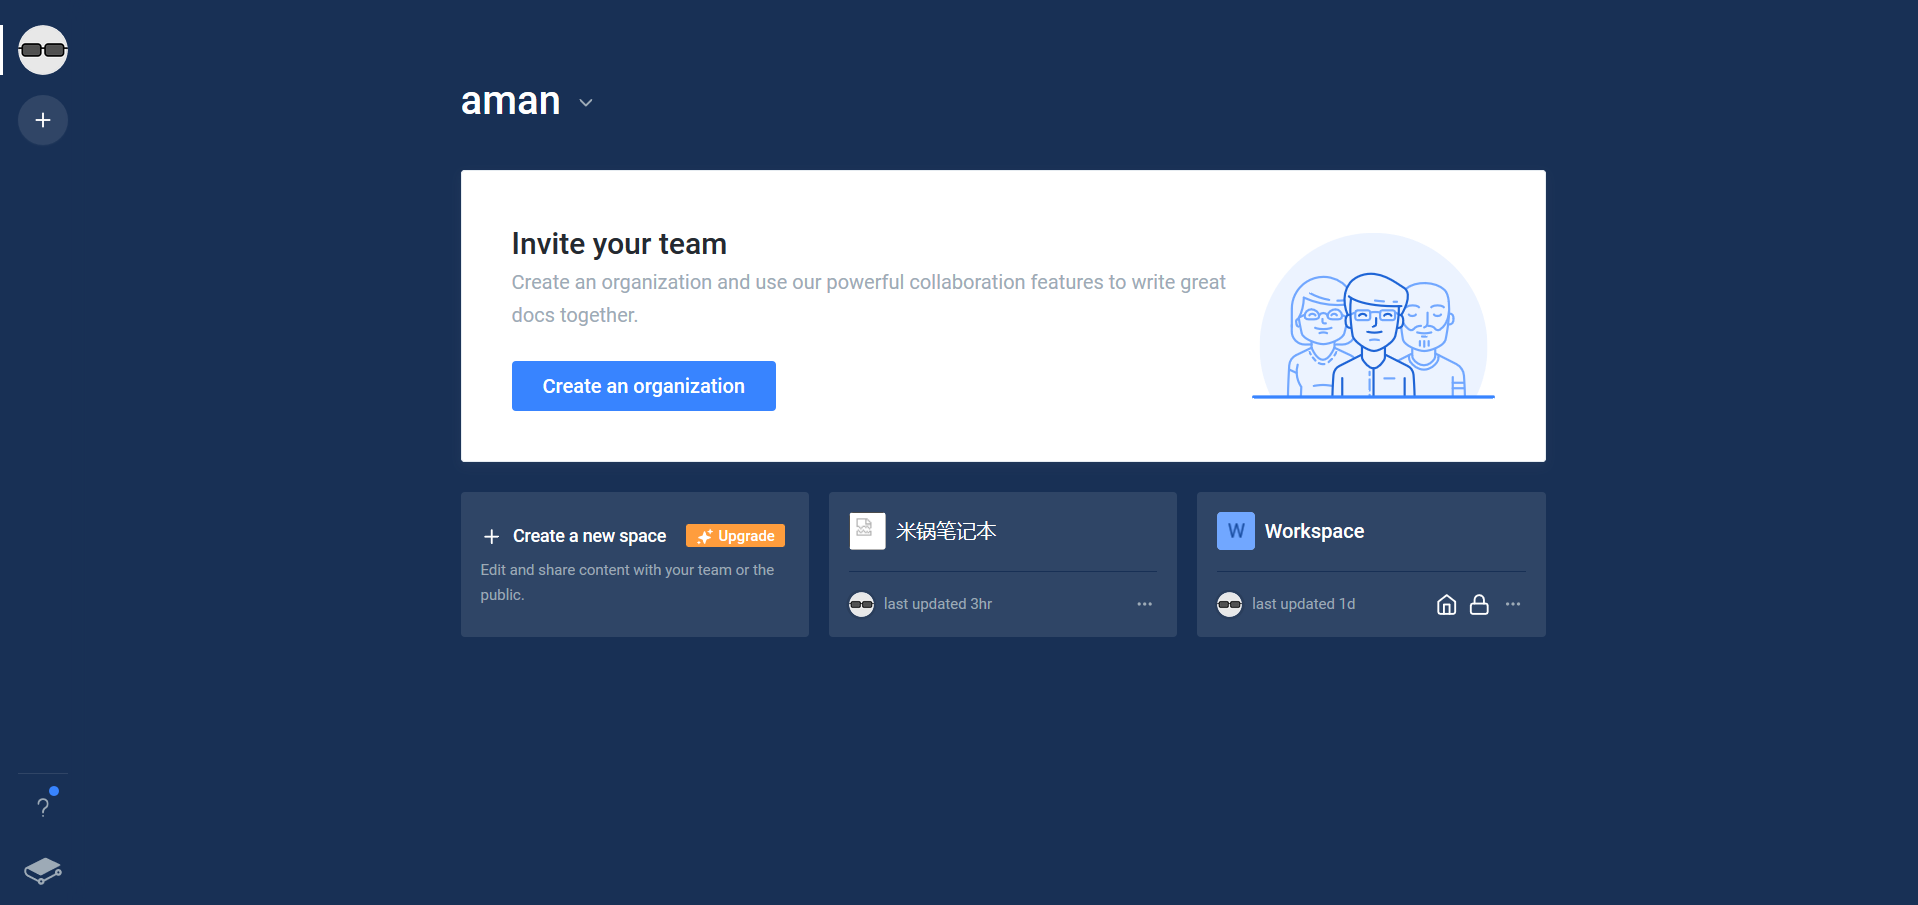 aman
Invite your team
Create an organization and use our powerful collaboration features to write great
docs together.
Create an organization
Create a new space Upgrade
Edit and share content with your team or the
public.
米锅笔记本
last updated 3hr
W Workspace
last updated 1d